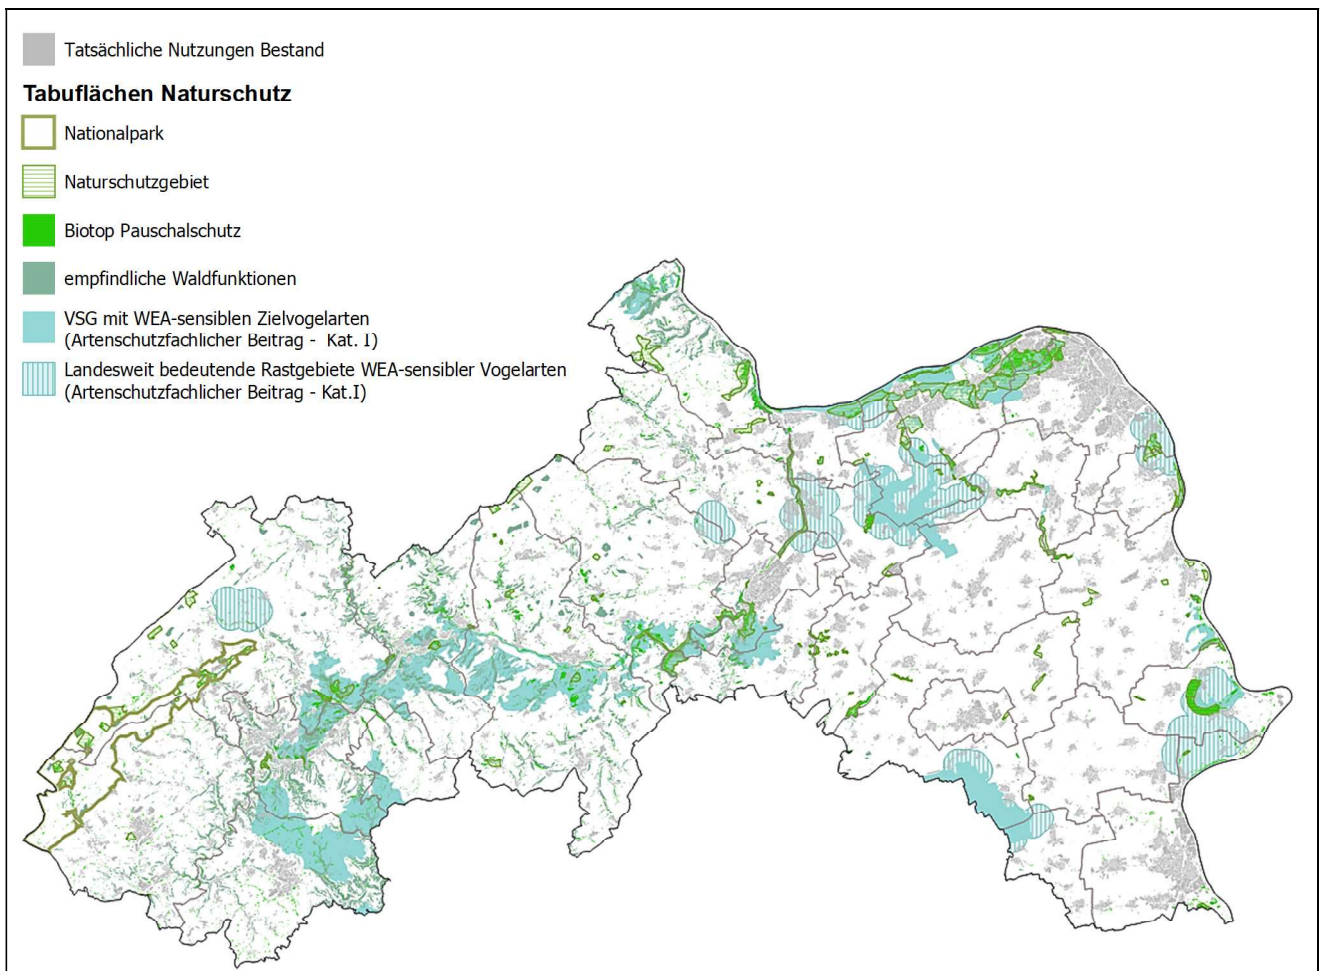 Tatsächliche Nutzungen Bestand
Tabuflächen Naturschutz
Nationalpark
Naturschutzgebiet
Biotop Pauschalschutz
empfindliche Waldfunktionen
VSG mit WEA-sensiblen Zielvogelarten
(Artenschutzfachlicher Beitrag - Kat. I)
Landesweit bedeutende Rastgebiete WEA-sensibler Vogelarten
(Artenschutzfachlicher Beitrag - Kat.I)